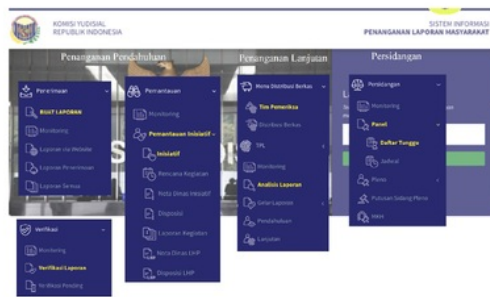 KOMISI YUDISIAL
REPUBLIK INDONESIA
SISTEM INFORMASI
PENANGANAN LAPORAN MASYARAKAT
Penanganan Pendahuluan
Penanganan Lanjutan
Persidangan
Penerimaan
BUAT LAPORAN
Monitoring
Laporan via Website
Laporan Penerimaan
Laporan Semua
Verifikasi
Monitoring
Verifikasi Laporan
Verifikasi Pending
Pemantauan
Monitoring
Pemantauan Inisiatif
Inisiatif
Rencana Kegiatan
Nota Dinas Inisiatif
Disposisi
Laporan Kegiatan
Nota Dinas LHP
Disposisi LHP
Menu Distribusi Berkas
Tim Pemeriksa
Distribusi Berkas
TPL
Monitoring
Analisis Laporan
Gelar Laporan
Pendahuluan
Lanjutan
Persidangan
Monitoring
Panel
Daftar Tunggu
Jadwal
Pleno
Putusan Sidang Pleno
MKH